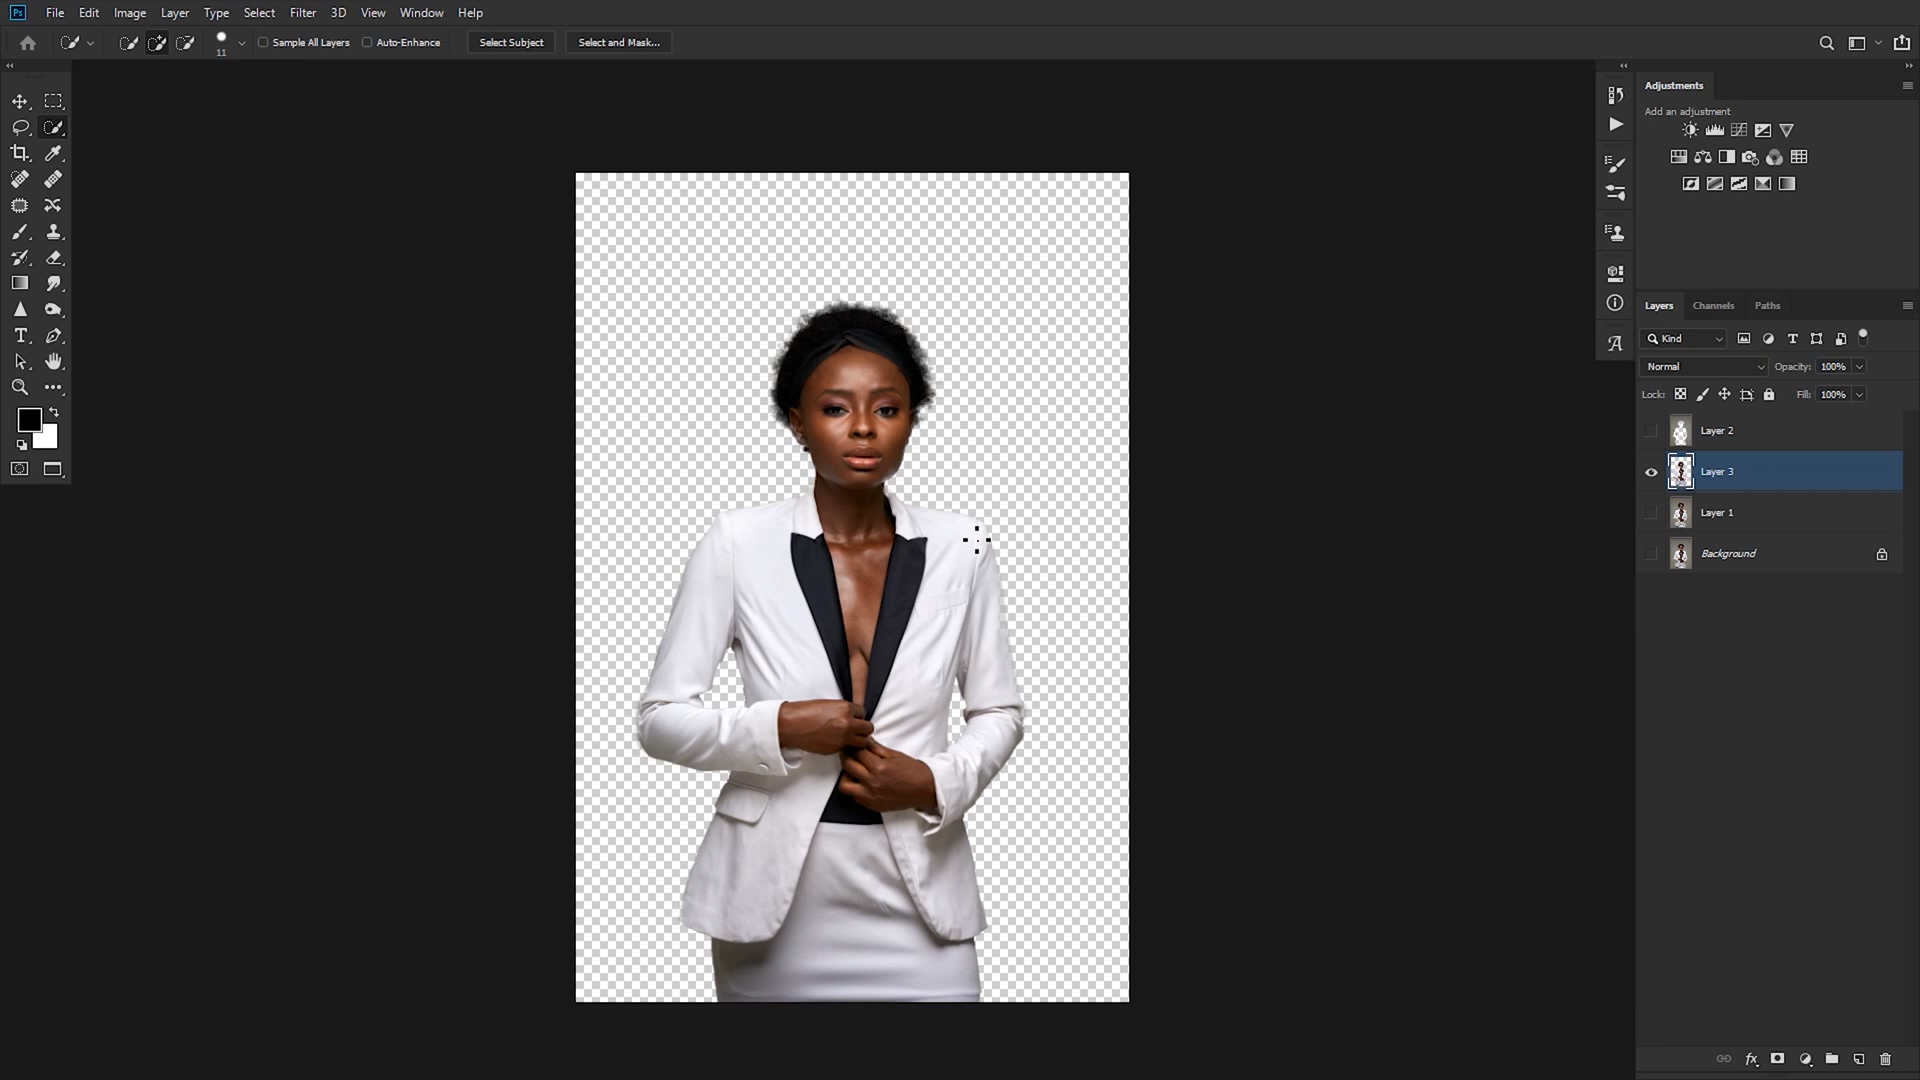 Ps File Edit Image Layer Type Select Filter 3D View Window Help
11 Sample All Layers Auto-Enhance Select Subject Select and Mask...
Adjustments
Add an adjustment
Layers Channels Paths
Kind
Normal Opacity: 100%
Lock: Fill: 100%
Layer 2
Layer 3
Layer 1
Background
fx